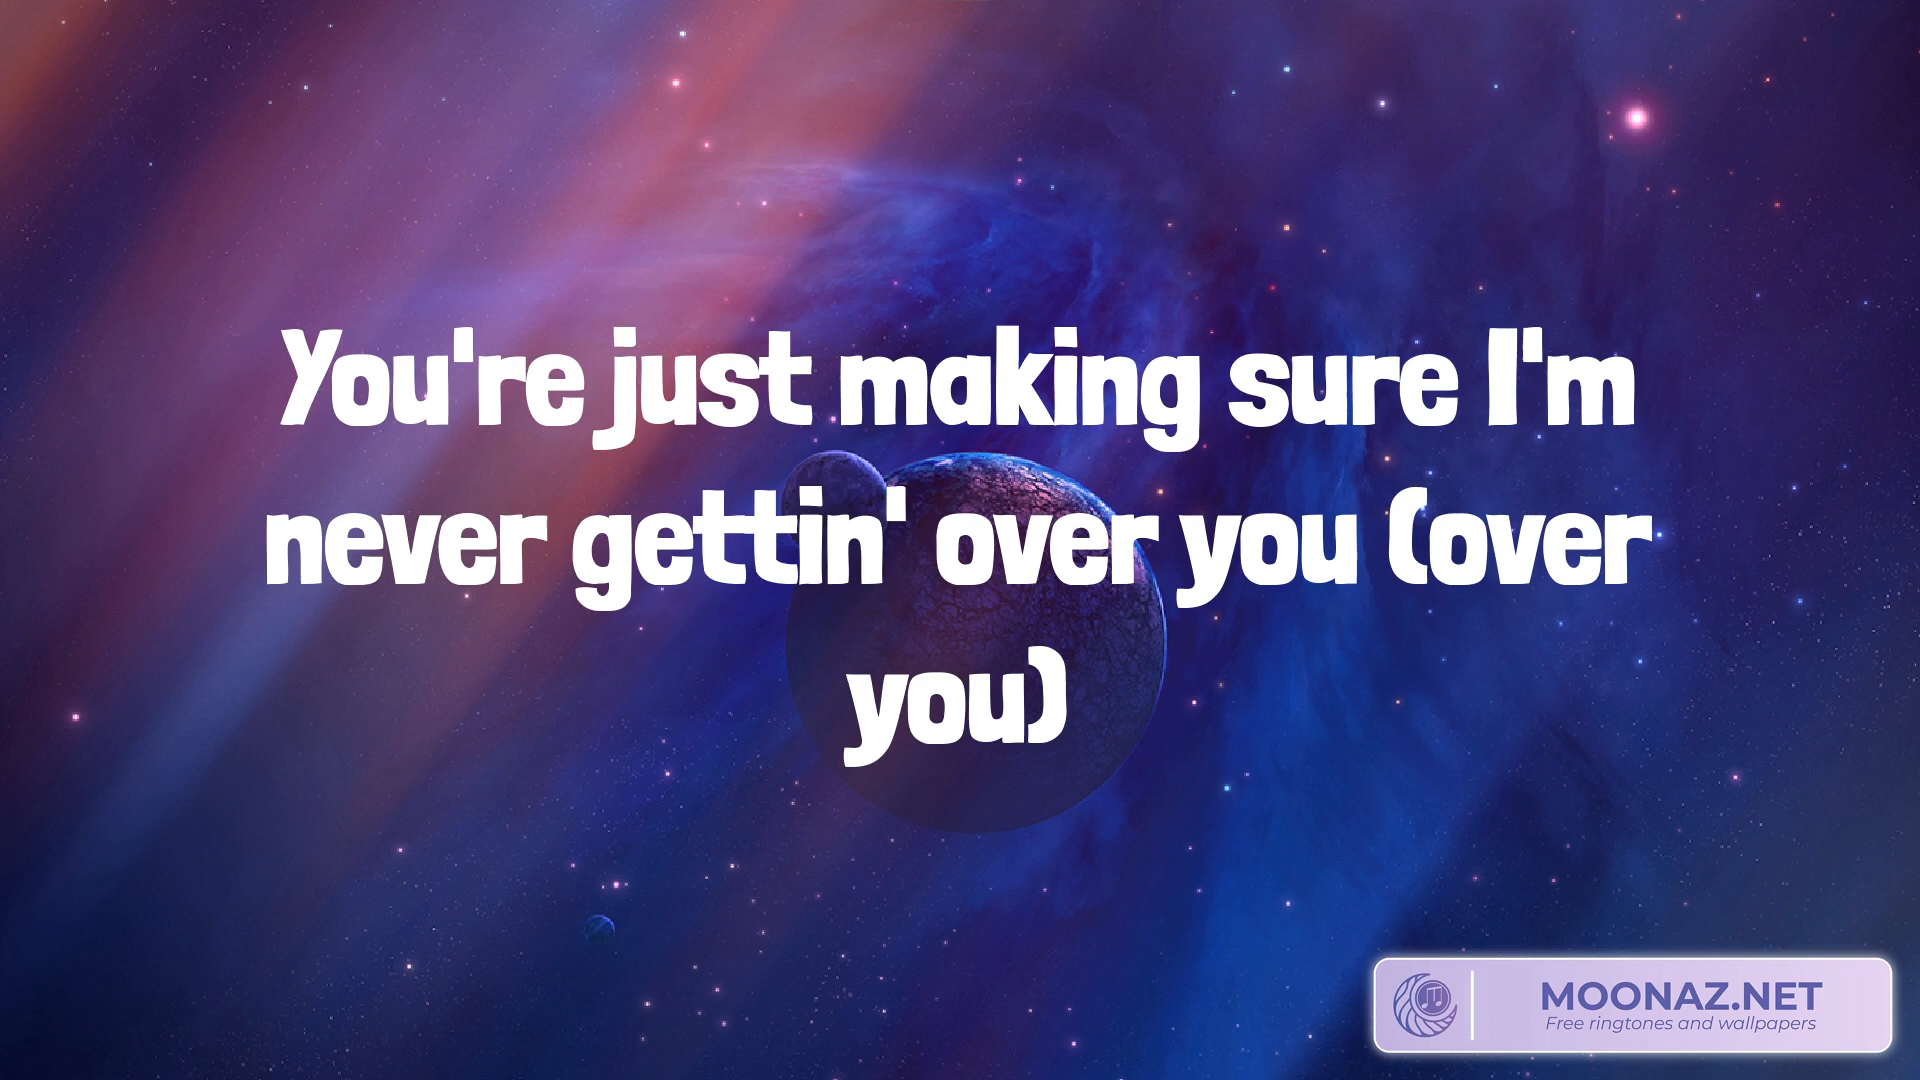 You're just making sure I'm
never gettin' over you (over
you)
MOONAZ.NET
Free ringtones and wallpapers